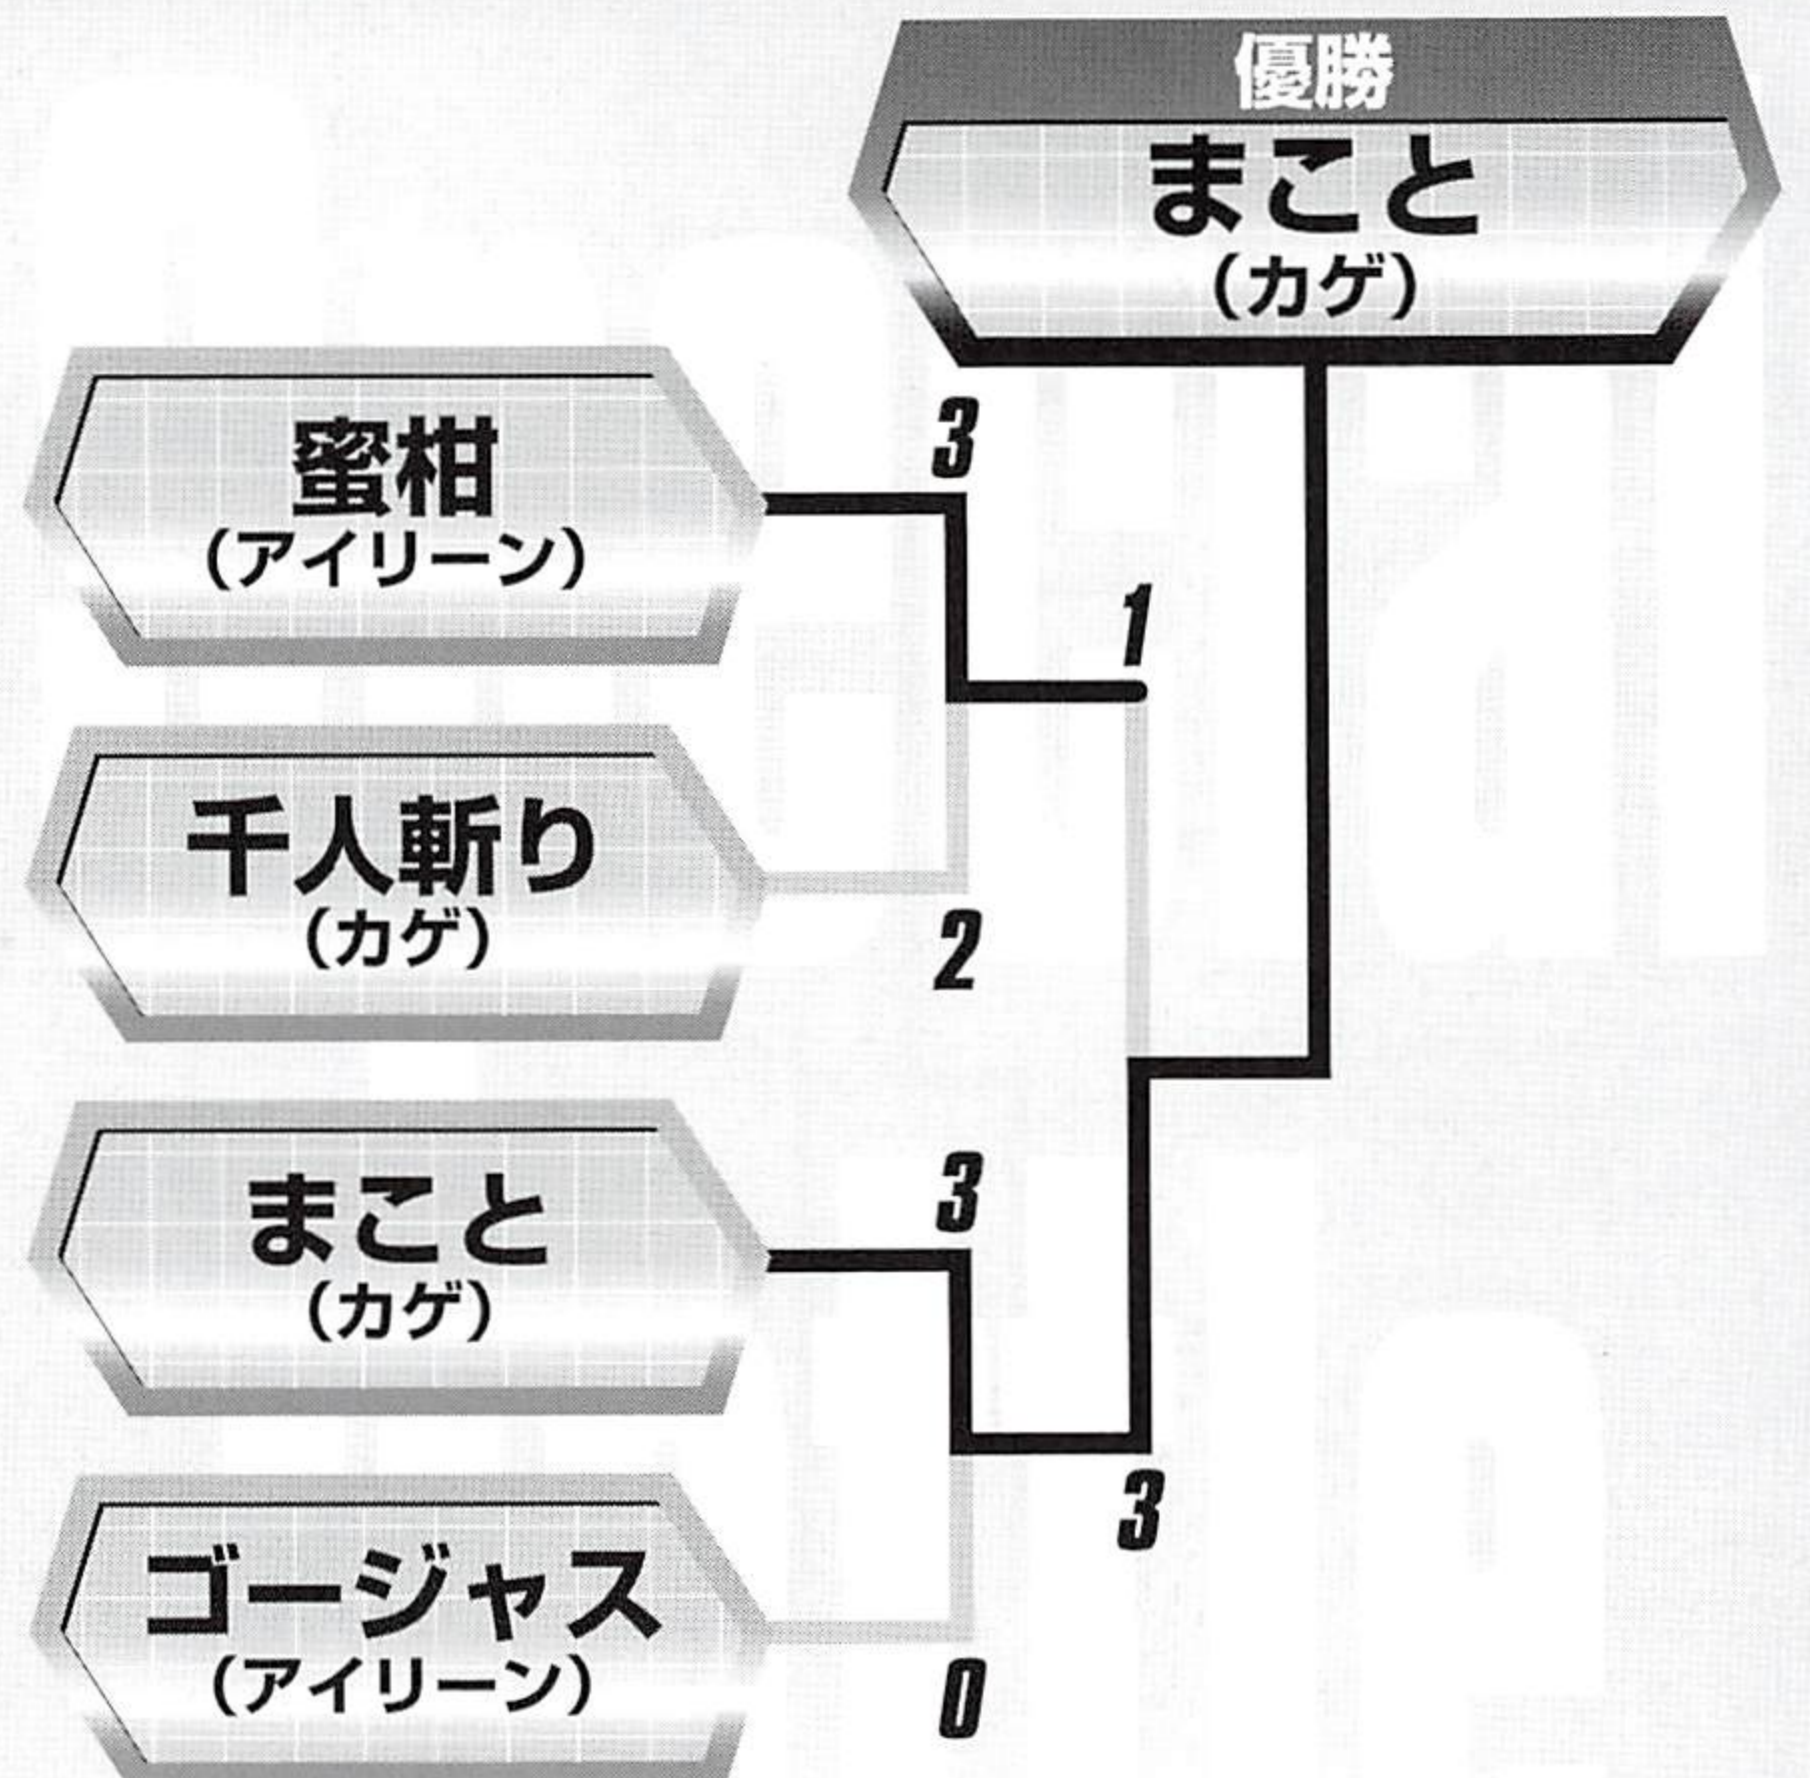 優勝
まこと
（カゲ）
3
蜜柑
（アイリーン）
1
千人斬り
（カゲ）
2
3
まこと
（カゲ）
3
ゴージャス
（アイリーン）
0